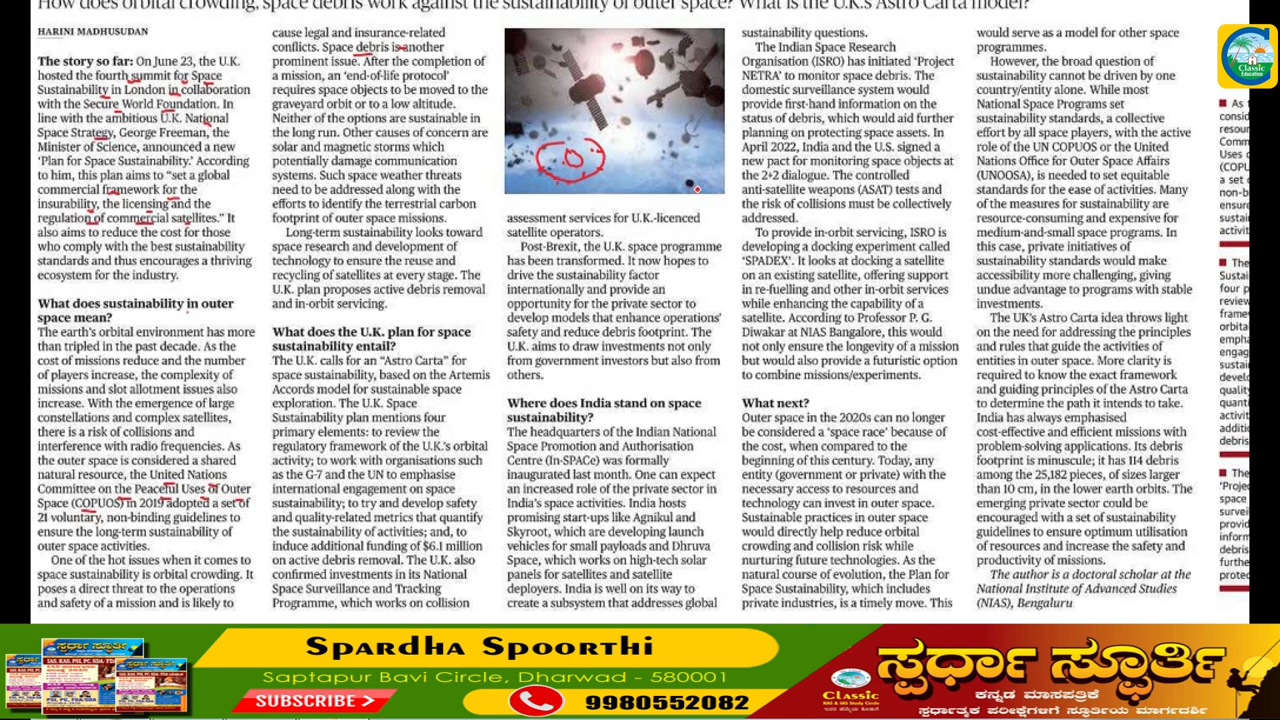 How does orbital crowding, space debris work against the sustainability of outer space? What is the U.K.'s Astro Carta model?
HARINI MADHUSUDAN
The story so far: On June 23, the U.K.
hosted the fourth summit for Space
Sustainability in London in collaboration
with the Secure World Foundation. In
line with the ambitious U.K. National
Space Strategy, George Freeman, the
Minister of Science, announced a new
'Plan for Space Sustainability.' According
to him, this plan aims to “set a global
commercial framework for the
insurability, the licensing and the
regulation of commercial satellites.” It
also aims to reduce the cost for those
who comply with the best sustainability
standards and thus encourages a thriving
ecosystem for the industry.
What does sustainability in outer
space mean?
The earth's orbital environment has more
than tripled in the past decade. As the
cost of missions reduce and the number
of players increase, the complexity of
missions and slot allotment issues also
increase. With the emergence of large
constellations and complex satellites,
there is a risk of collisions and
interference with radio frequencies. As
the outer space is considered a shared
natural resource, the United Nations
Committee on the Peaceful Uses of Outer
Space (COPUOS) in 2019 adopted a set of
21 voluntary, non-binding guidelines to
ensure the long-term sustainability of
outer space activities.
One of the hot issues when it comes to
space sustainability is orbital crowding. It
poses a direct threat to the operations
and safety of a mission and is likely to
cause legal and insurance-related
conflicts. Space debris is another
prominent issue. After the completion of
a mission, an 'end-of-life protocol'
requires space objects to be moved to the
graveyard orbit or to a low altitude.
Neither of the options are sustainable in
the long run. Other causes of concern are
solar and magnetic storms which
potentially damage communication
systems. Such space weather threats
need to be addressed along with the
efforts to identify the terrestrial carbon
footprint of outer space missions.
Long-term sustainability looks toward
space research and development of
technology to ensure the reuse and
recycling of satellites at every stage. The
U.K. plan proposes active debris removal
and in-orbit servicing.
What does the U.K. plan for space
sustainability entail?
The U.K. calls for an “Astro Carta” for
space sustainability, based on the Artemis
Accords model for sustainable space
exploration. The U.K. Space
Sustainability plan mentions four
primary elements: to review the
regulatory framework of the U.K.'s orbital
activity; to work with organisations such
as the G-7 and the UN to emphasise
international engagement on space
sustainability; to try and develop safety
and quality-related metrics that quantify
the sustainability of activities; and, to
induce additional funding of $6.1 million
on active debris removal. The U.K. also
confirmed investments in its National
Space Surveillance and Tracking
Programme, which works on collision
assessment services for U.K.-licenced
satellite operators.
Post-Brexit, the U.K. space programme
has been transformed. It now hopes to
drive the sustainability factor
internationally and provide an
opportunity for the private sector to
develop models that enhance operations'
safety and reduce debris footprint. The
U.K. aims to draw investments not only
from government investors but also from
others.
Where does India stand on space
sustainability?
The headquarters of the Indian National
Space Promotion and Authorisation
Centre (In-SPACe) was formally
inaugurated last month. One can expect
an increased role of the private sector in
India's space activities. India hosts
promising start-ups like Agnikul and
Skyroot, which are developing launch
vehicles for small payloads and Dhruva
Space, which works on high-tech solar
panels for satellites and satellite
deployers. India is well on its way to
create a subsystem that addresses global
sustainability questions.
The Indian Space Research
Organisation (ISRO) has initiated 'Project
NETRA' to monitor space debris. The
domestic surveillance system would
provide first-hand information on the
status of debris, which would aid further
planning on protecting space assets. In
April 2022, India and the U.S. signed a
new pact for monitoring space objects at
the 2+2 dialogue. The controlled
anti-satellite weapons (ASAT) tests and
the risk of collisions must be collectively
addressed.
To provide in-orbit servicing, ISRO is
developing a docking experiment called
'SPADEX'. It looks at docking a satellite
on an existing satellite, offering support
in re-fuelling and other in-orbit services
while enhancing the capability of a
satellite. According to Professor P. G.
Diwakar at NIAS Bangalore, this would
not only ensure the longevity of a mission
but would also provide a futuristic option
to combine missions/experiments.
What next?
Outer space in the 2020s can no longer
be considered a 'space race' because of
the cost, when compared to the
beginning of this century. Today, any
entity (government or private) with the
necessary access to resources and
technology can invest in outer space.
Sustainable practices in outer space
would directly help reduce orbital
crowding and collision risk while
nurturing future technologies. As the
natural course of evolution, the Plan for
Space Sustainability, which includes
private industries, is a timely move. This
would serve as a model for other space
programmes.
However, the broad question of
sustainability cannot be driven by one
country/entity alone. While most
National Space Programs set
sustainability standards, a collective
effort by all space players, with the active
role of the UN COPUOS or the United
Nations Office for Outer Space Affairs
(UNOOSA), is needed to set equitable
standards for the ease of activities. Many
of the measures for sustainability are
resource-consuming and expensive for
medium-and-small space programs. In
this case, private initiatives of
sustainability standards would make
accessibility more challenging, giving
undue advantage to programs with stable
investments.
The UK's Astro Carta idea throws light
on the need for addressing the principles
and rules that guide the activities of
entities in outer space. More clarity is
required to know the exact framework
and guiding principles of the Astro Carta
to determine the path it intends to take.
India has always emphasised
cost-effective and efficient missions with
problem-solving applications. Its debris
footprint is minuscule; it has 114 debris
among the 25,182 pieces, of sizes larger
than 10 cm, in the lower earth orbits. The
emerging private sector could be
encouraged with a set of sustainability
guidelines to ensure optimum utilisation
of resources and increase the safety and
productivity of missions.
The author is a doctoral scholar at the
National Institute of Advanced Studies
(NIAS), Bengaluru
Classic
Education
Spardha Spoorthi
Saptapur Bavi Circle, Dharwad - 580001
SUBSCRIBE
9980552082
ಸ್ಪರ್ಧಾ ಸ್ಫೂರ್ತಿ
ಕನ್ನಡ ಮಾಸಪತ್ರಿಕೆ
ಸ್ಪರ್ಧಾತ್ಮಕ ಪರೀಕ್ಷೆಗಳಿಗೆ ಸ್ಫೂರ್ತಿಯ ಮಾರ್ಗದರ್ಶಿ
Classic